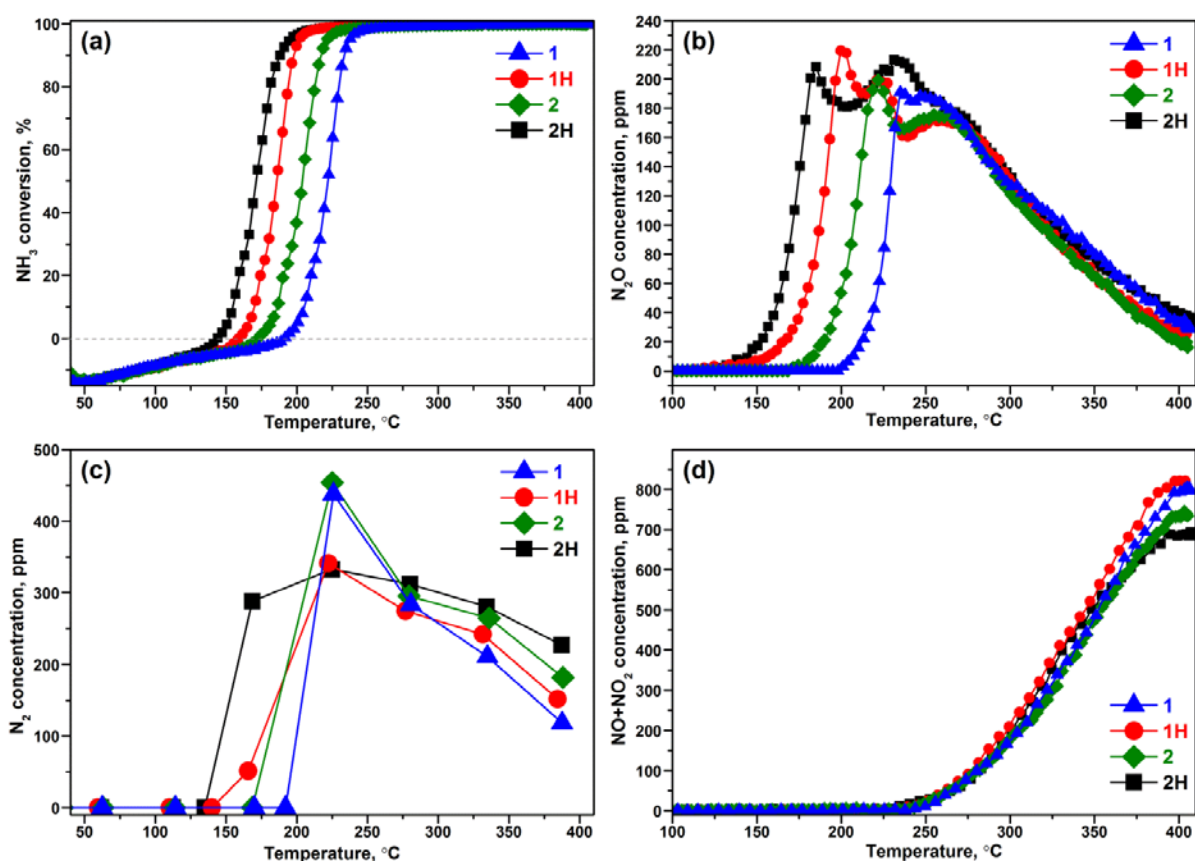 (a)
1
1H
2
2H
NH3 conversion, %
100
80
60
40
20
0
50 100 150 200 250 300 350 400
Temperature, °C
(b)
1
1H
2
2H
N2O concentration, ppm
240
220
200
180
160
140
120
100
80
60
40
20
0
100 150 200 250 300 350 400
Temperature, °C
(c)
1
1H
2
2H
N2 concentration, ppm
500
400
300
200
100
0
50 100 150 200 250 300 350 400
Temperature, °C
(d)
1
1H
2
2H
NO+NO2 concentration, ppm
800
700
600
500
400
300
200
100
0
100 150 200 250 300 350 400
Temperature, °C